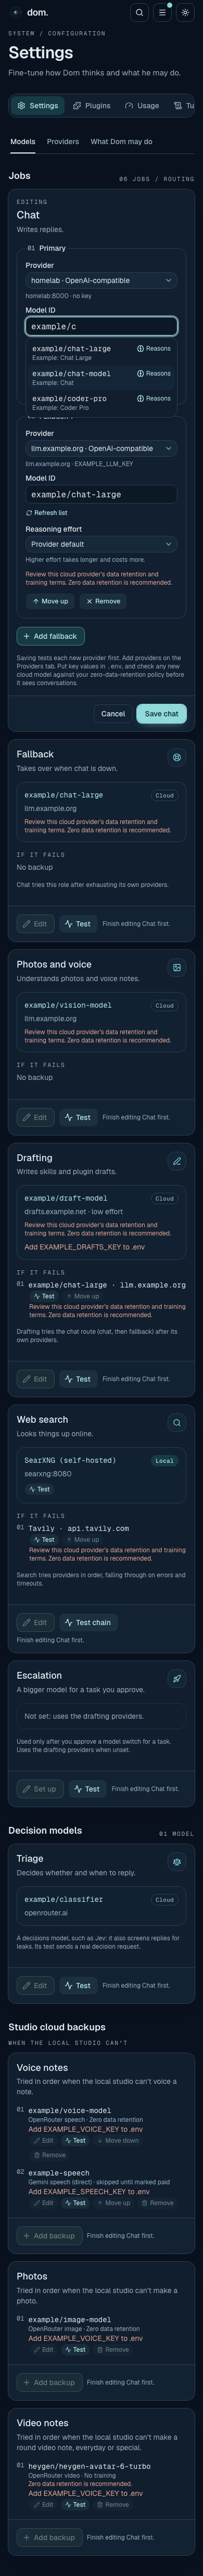 dom.
SYSTEM / CONFIGURATION
Settings
Fine-tune how Dom thinks and what he may do.
Settings
Plugins
Usage
Tu
Models
Providers
What Dom may do
Jobs
06 JOBS / ROUTING
EDITING
Chat
Writes replies.
01 Primary
Provider
homelab · OpenAI-compatible
homelab:8000 · no key
Model ID
example/c
example/chat-large
Reasons
Example: Chat Large
example/chat-model
Reasons
Example: Chat
example/coder-pro
Reasons
Example: Coder Pro
Provider
llm.example.org · OpenAI-compatible
llm.example.org · EXAMPLE_LLM_KEY
Model ID
example/chat-large
Refresh list
Reasoning effort
Provider default
Higher effort takes longer and costs more.
Review this cloud provider's data retention and
training terms. Zero data retention is recommended.
Move up
Remove
Add fallback
Saving tests each new provider first. Add providers on the
Providers tab. Put key values in .env, and check any new
cloud model against your zero-data-retention policy before
it sees conversations.
Cancel
Save chat
Fallback
Takes over when chat is down.
example/chat-large
Cloud
llm.example.org
Review this cloud provider's data retention and
training terms. Zero data retention is recommended.
IF IT FAILS
No backup
Chat tries this role after exhausting its own providers.
Edit
Test
Finish editing Chat first.
Photos and voice
Understands photos and voice notes.
example/vision-model
Cloud
llm.example.org
Review this cloud provider's data retention and
training terms. Zero data retention is recommended.
IF IT FAILS
No backup
Edit
Test
Finish editing Chat first.
Drafting
Writes skills and plugin drafts.
example/draft-model
Cloud
drafts.example.net · low effort
Review this cloud provider's data retention and
training terms. Zero data retention is recommended.
Add EXAMPLE_DRAFTS_KEY to .env
IF IT FAILS
01 example/chat-large · llm.example.org
Test
Move up
Review this cloud provider's data retention and training
terms. Zero data retention is recommended.
Drafting tries the chat route (chat, then fallback) after its
own providers.
Edit
Test
Finish editing Chat first.
Web search
Looks things up online.
SearXNG (self-hosted)
Local
searxng:8080
Test
IF IT FAILS
01 Tavily · api.tavily.com
Test
Move up
Review this cloud provider's data retention and training
terms. Zero data retention is recommended.
Search tries providers in order, falling through on errors and
timeouts.
Edit
Test chain
Finish editing Chat first.
Escalation
A bigger model for a task you approve.
Not set: uses the drafting providers.
Used only after you approve a model switch for a task.
Uses the drafting providers when unset.
Set up
Test
Finish editing Chat first.
Decision models
01 MODEL
Triage
Decides whether and when to reply.
example/classifier
Cloud
openrouter.ai
A decisions model, such as Jev: it also screens replies for
leaks. Its test sends a real decision request.
Edit
Test
Finish editing Chat first.
Studio cloud backups
WHEN THE LOCAL STUDIO CAN'T
Voice notes
Tried in order when the local studio can't voice a
note.
01 example/voice-model
OpenRouter speech · Zero data retention
Add EXAMPLE_VOICE_KEY to .env
Edit
Test
Move down
Remove
02 example-speech
Gemini speech (direct) · skipped until marked paid
Add EXAMPLE_SPEECH_KEY to .env
Edit
Test
Move up
Remove
Add backup
Finish editing Chat first.
Photos
Tried in order when the local studio can't make a
photo.
01 example/image-model
OpenRouter image · Zero data retention
Add EXAMPLE_VOICE_KEY to .env
Edit
Test
Remove
Add backup
Finish editing Chat first.
Video notes
Tried in order when the local studio can't make a
round video note, everyday or special.
01 heygen/heygen-avatar-6-turbo
OpenRouter video · No training
Zero data retention is recommended.
Add EXAMPLE_VOICE_KEY to .env
Edit
Test
Remove
Add backup
Finish editing Chat first.